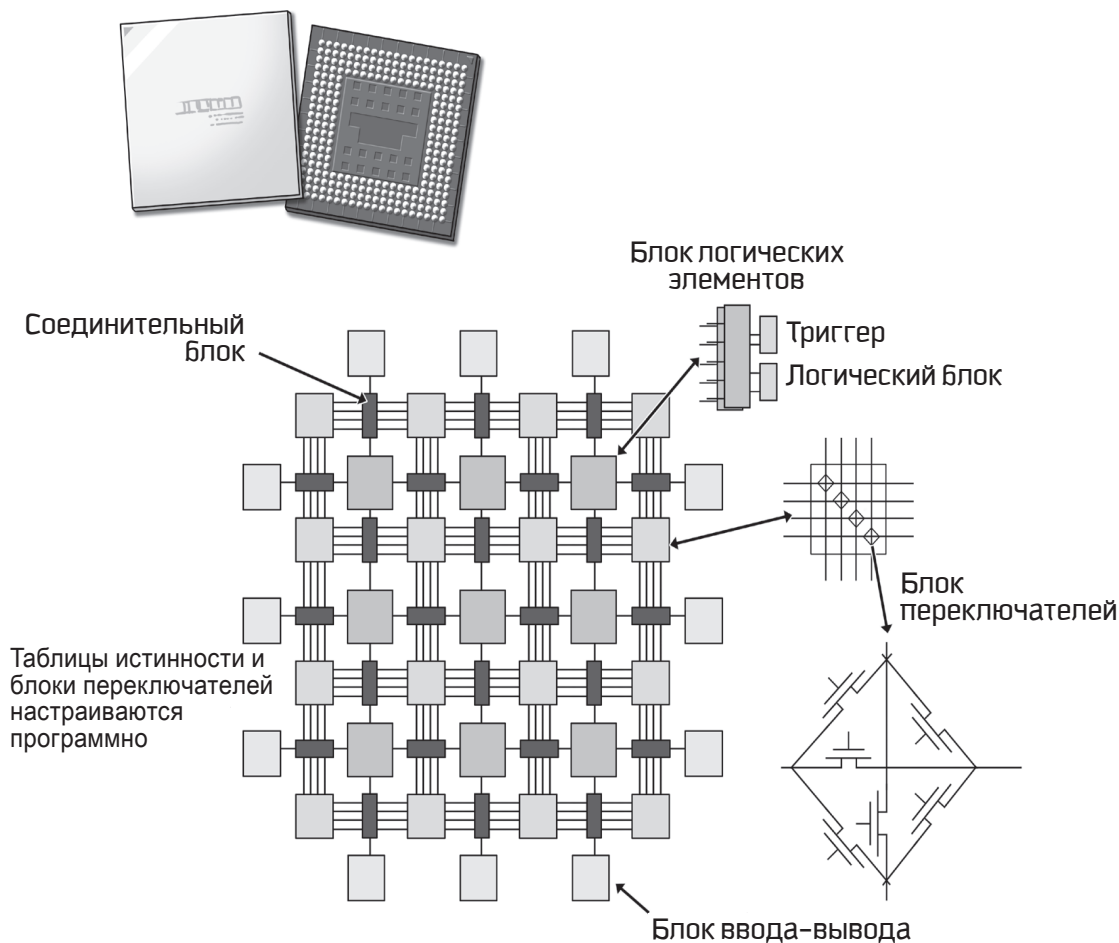 Блок логических
элементов
Соединительный
блок
Триггер
Логический блок
Блок
переключателей
Таблицы истинности и
блоки переключателей
настраиваются
программно
Блок ввода-вывода